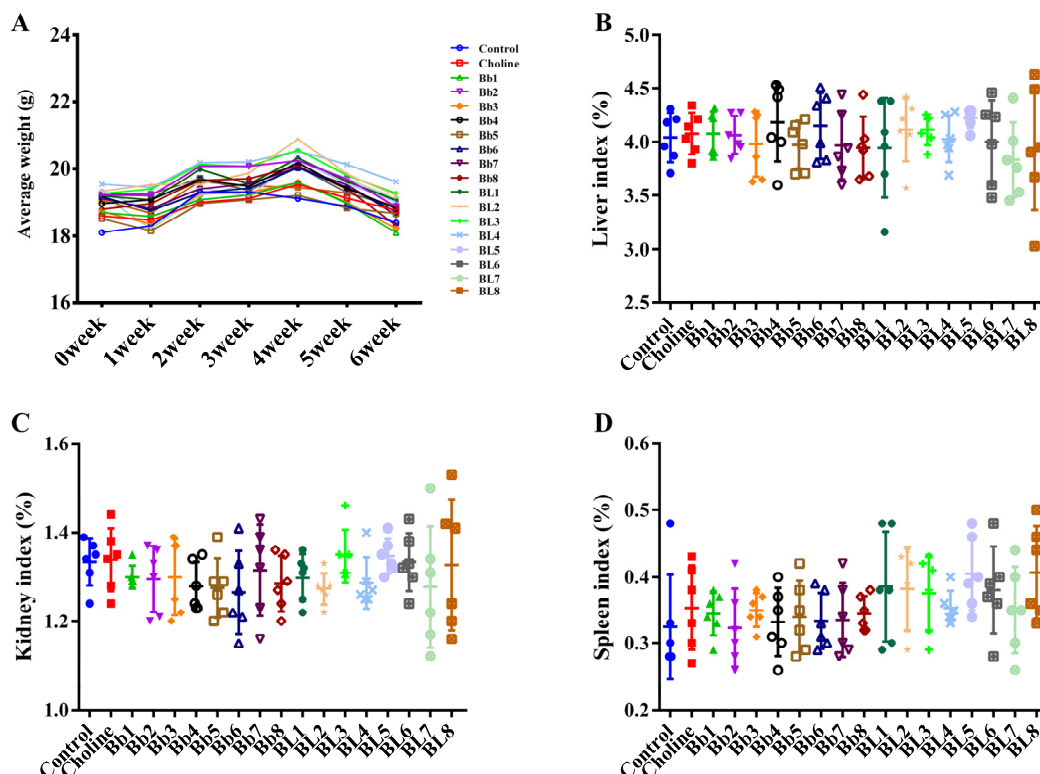 A
Average weight (g)
24
22
20
18
16
0week
1week
2week
3week
4week
5week
6week
Control
Choline
Bb1
Bb2
Bb3
Bb4
Bb5
Bb6
Bb7
Bb8
BL1
BL2
BL3
BL4
BL5
BL6
BL7
BL8
B
Liver index (%)
5.0
4.5
4.0
3.5
3.0
2.5
Control
Choline
Bb1
Bb2
Bb3
Bb4
Bb5
Bb6
Bb7
Bb8
BL1
BL2
BL3
BL4
BL5
BL6
BL7
BL8
C
Kidney index (%)
1.6
1.4
1.2
1.0
Control
Choline
Bb1
Bb2
Bb3
Bb4
Bb5
Bb6
Bb7
Bb8
BL1
BL2
BL3
BL4
BL5
BL6
BL7
BL8
D
Spleen index (%)
0.6
0.5
0.4
0.3
0.2
Control
Choline
Bb1
Bb2
Bb3
Bb4
Bb5
Bb6
Bb7
Bb8
BL1
BL2
BL3
BL4
BL5
BL6
BL7
BL8